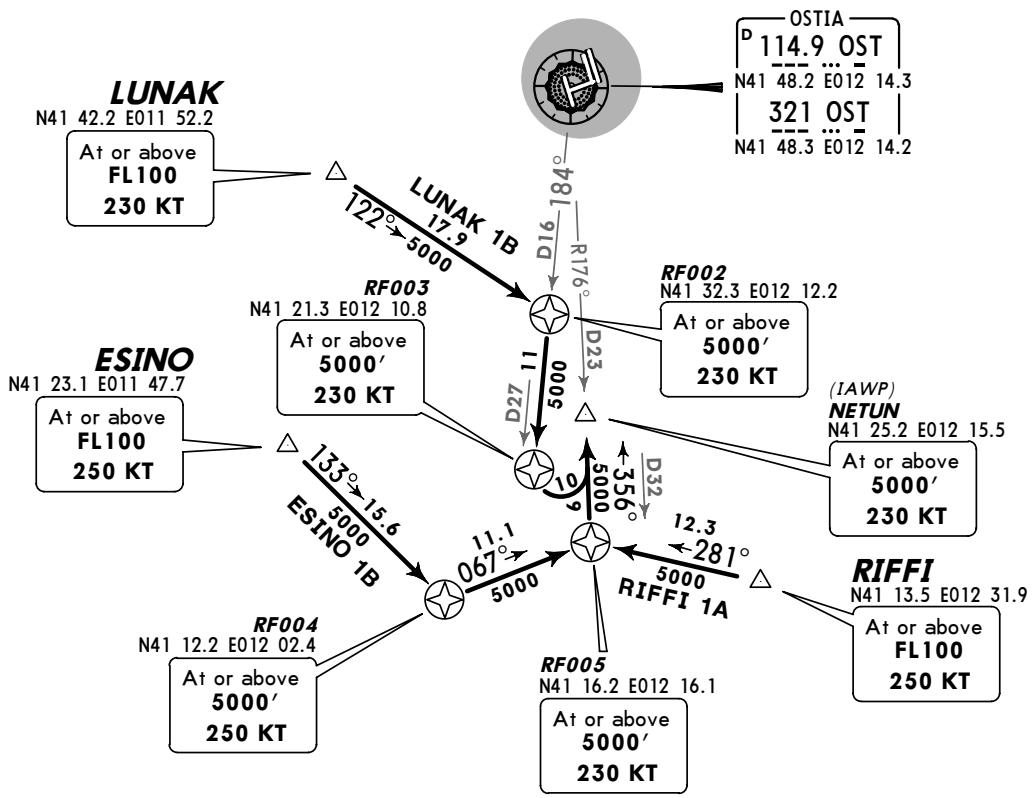 OSTIA
D 114.9 OST
N41 48.2 E012 14.3
321 OST
N41 48.3 E012 14.2
LUNAK
N41 42.2 E011 52.2
At or above
FL100
230 KT
LUNAK 1B
122°
17.9
5000
184°
D16
R176°
D23
RF002
N41 32.3 E012 12.2
At or above
5000′
230 KT
RF003
N41 21.3 E012 10.8
At or above
5000′
230 KT
11
5000
D27
ESINO
N41 23.1 E011 47.7
At or above
FL100
250 KT
133°
15.6
5000
ESINO 1B
(IAWP)
NETUN
N41 25.2 E012 15.5
At or above
5000′
230 KT
10
9
5000
356°
D32
11.1
067°
5000
12.3
281°
5000
RIFFI 1A
RIFFI
N41 13.5 E012 31.9
At or above
FL100
250 KT
RF004
N41 12.2 E012 02.4
At or above
5000′
250 KT
RF005
N41 16.2 E012 16.1
At or above
5000′
230 KT